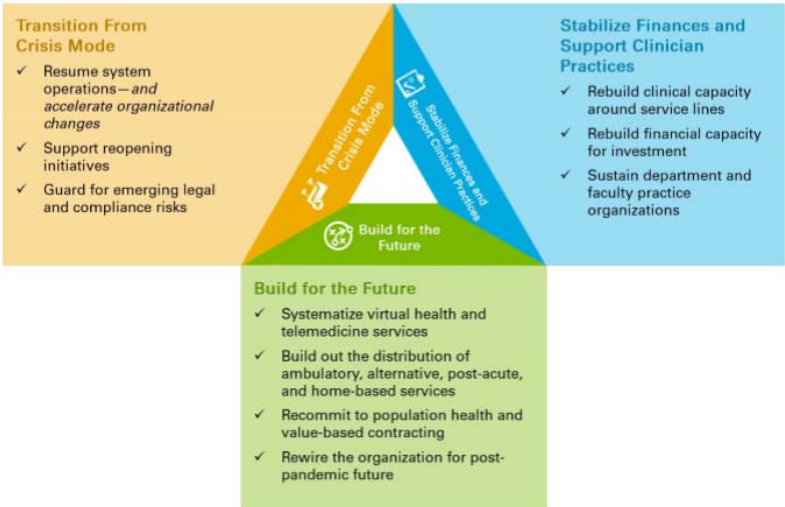 Transition From
Crisis Mode
✓ Resume system
operations—and
accelerate organizational
changes
✓ Support reopening
initiatives
✓ Guard for emerging legal
and compliance risks
Transition From
Crisis Mode
Stabilize Finances and
Support Clinician Practices
Build for the
Future
Stabilize Finances and
Support Clinician
Practices
✓ Rebuild clinical capacity
around service lines
✓ Rebuild financial capacity
for investment
✓ Sustain department and
faculty practice
organizations
Build for the Future
✓ Systematize virtual health and
telemedicine services
✓ Build out the distribution of
ambulatory, alternative, post-acute,
and home-based services
✓ Recommit to population health and
value-based contracting
✓ Rewire the organization for post-
pandemic future